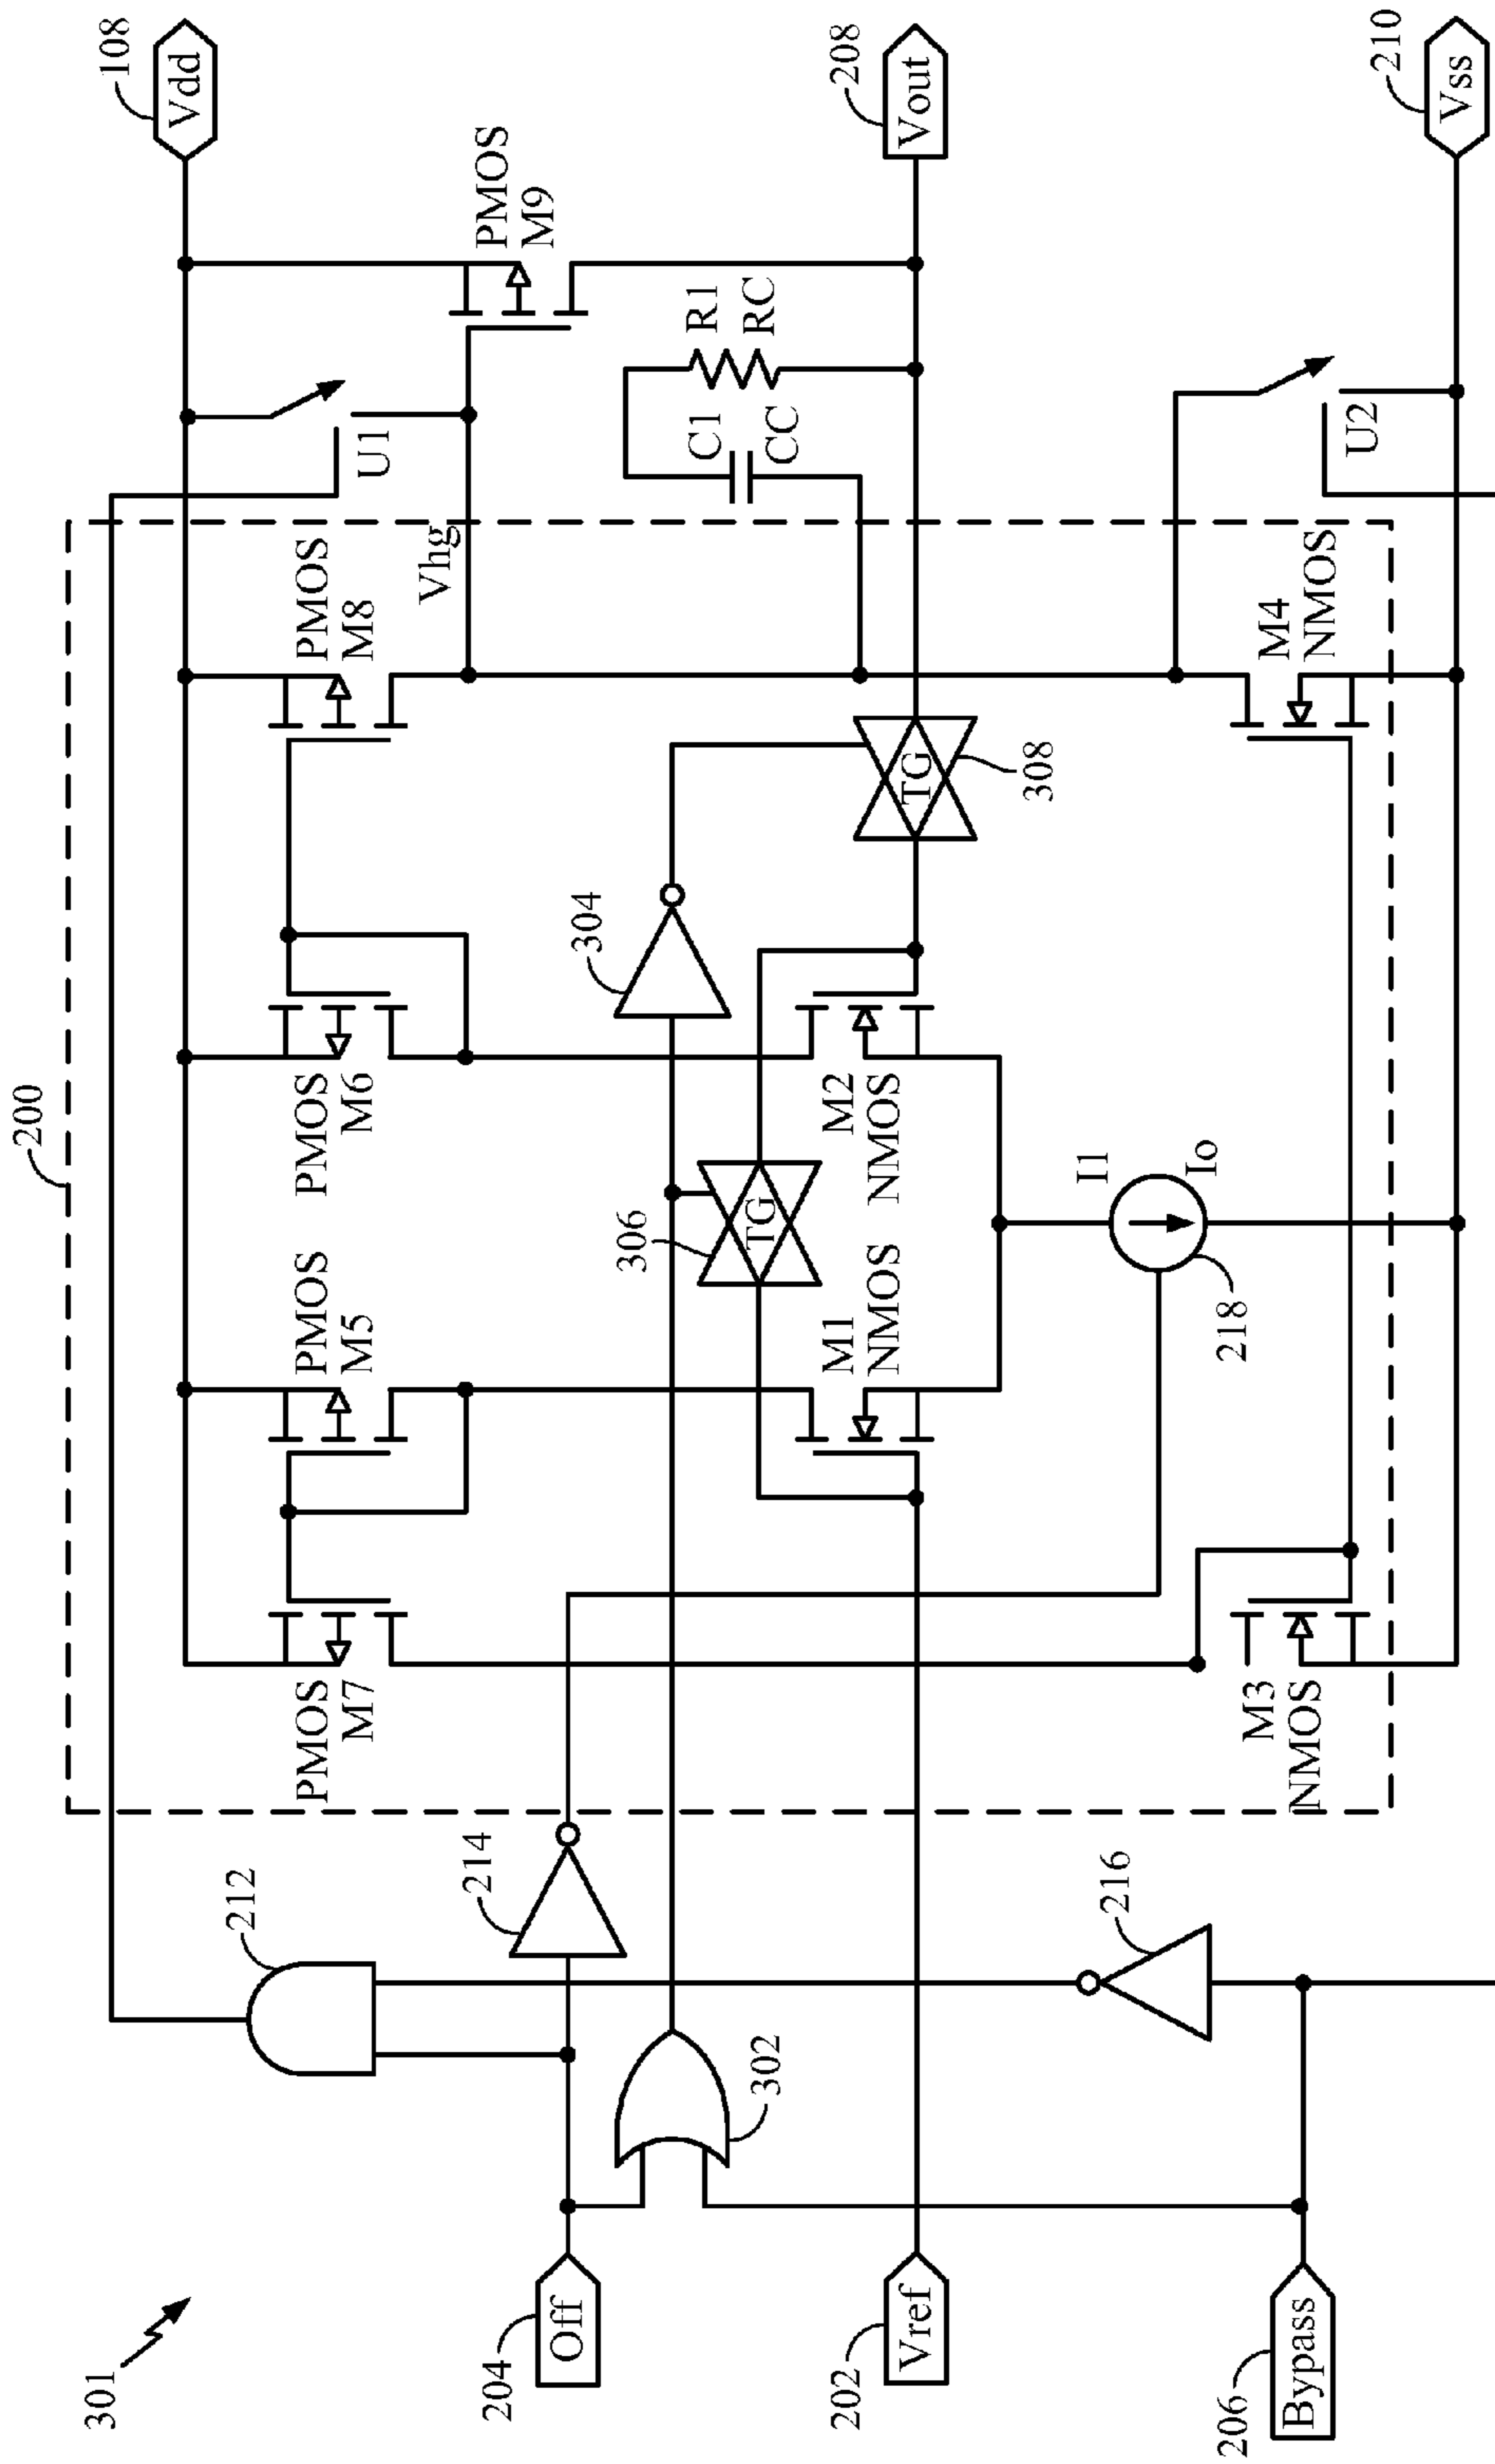 301
204
Off
202
Vref
206
Bypass
212
214
302
216
200
PMOS
M7
PMOS
M5
PMOS
M6
PMOS
M8
Vhg
306
TG
304
TG
308
M1
NMOS
M2
NMOS
I1
Io
218
M3
NMOS
M4
NMOS
U1
C1
CC
R1
RC
PMOS
M9
U2
108
Vdd
208
Vout
210
Vss